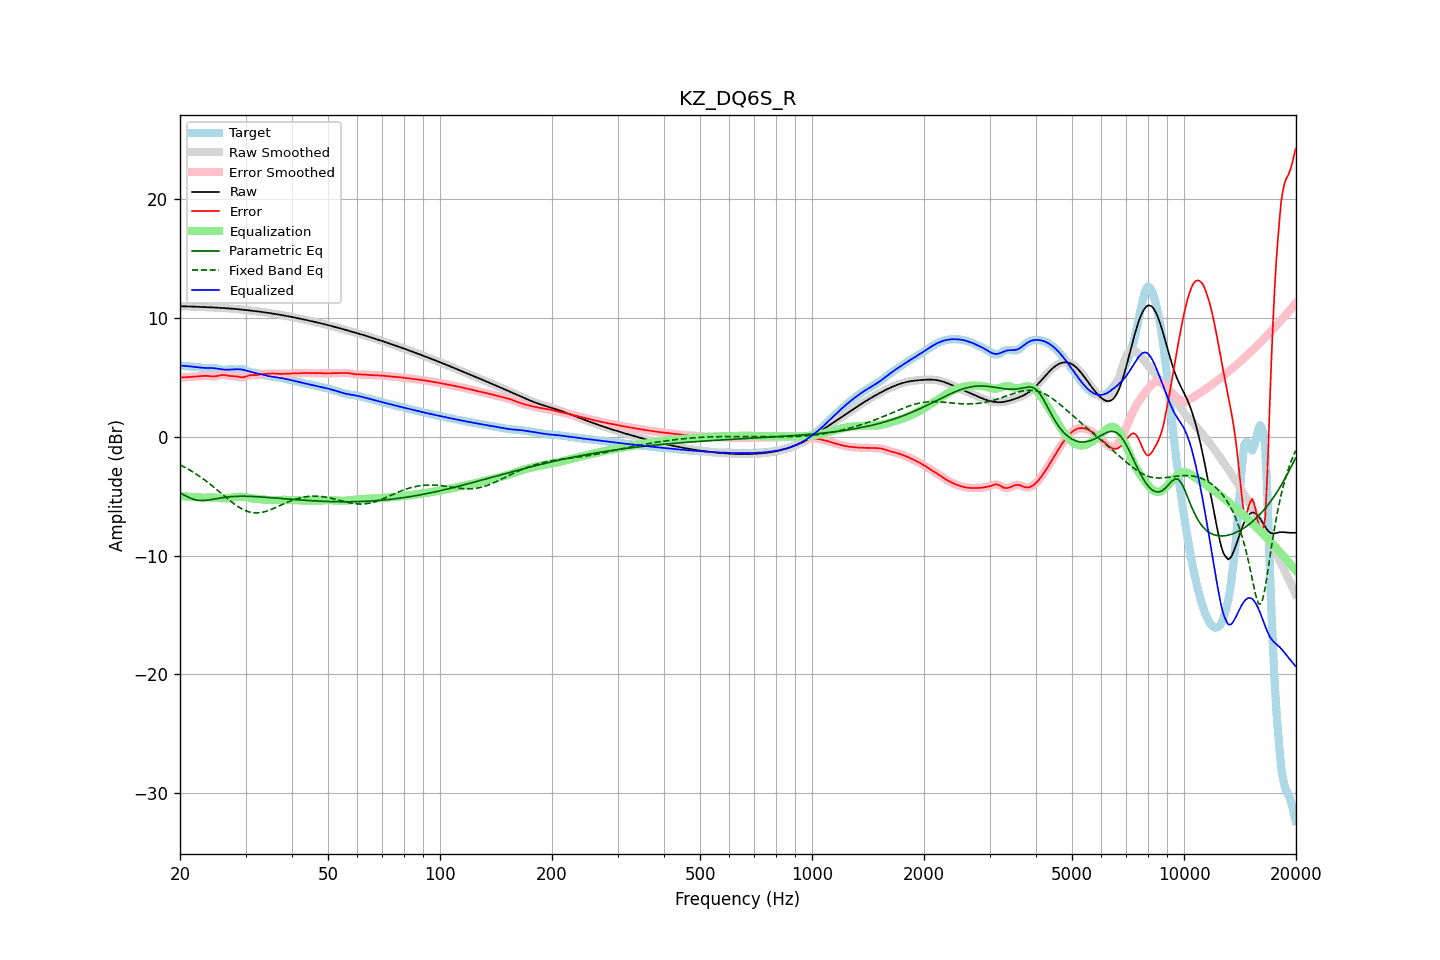 KZ_DQ6S_R
Target
Raw Smoothed
Error Smoothed
Raw
Error
Equalization
Parametric Eq
Fixed Band Eq
Equalized
Amplitude (dBr)
20
10
0
−10
−20
−30
20 50 100 200 500 1000 2000 5000 10000 20000
Frequency (Hz)